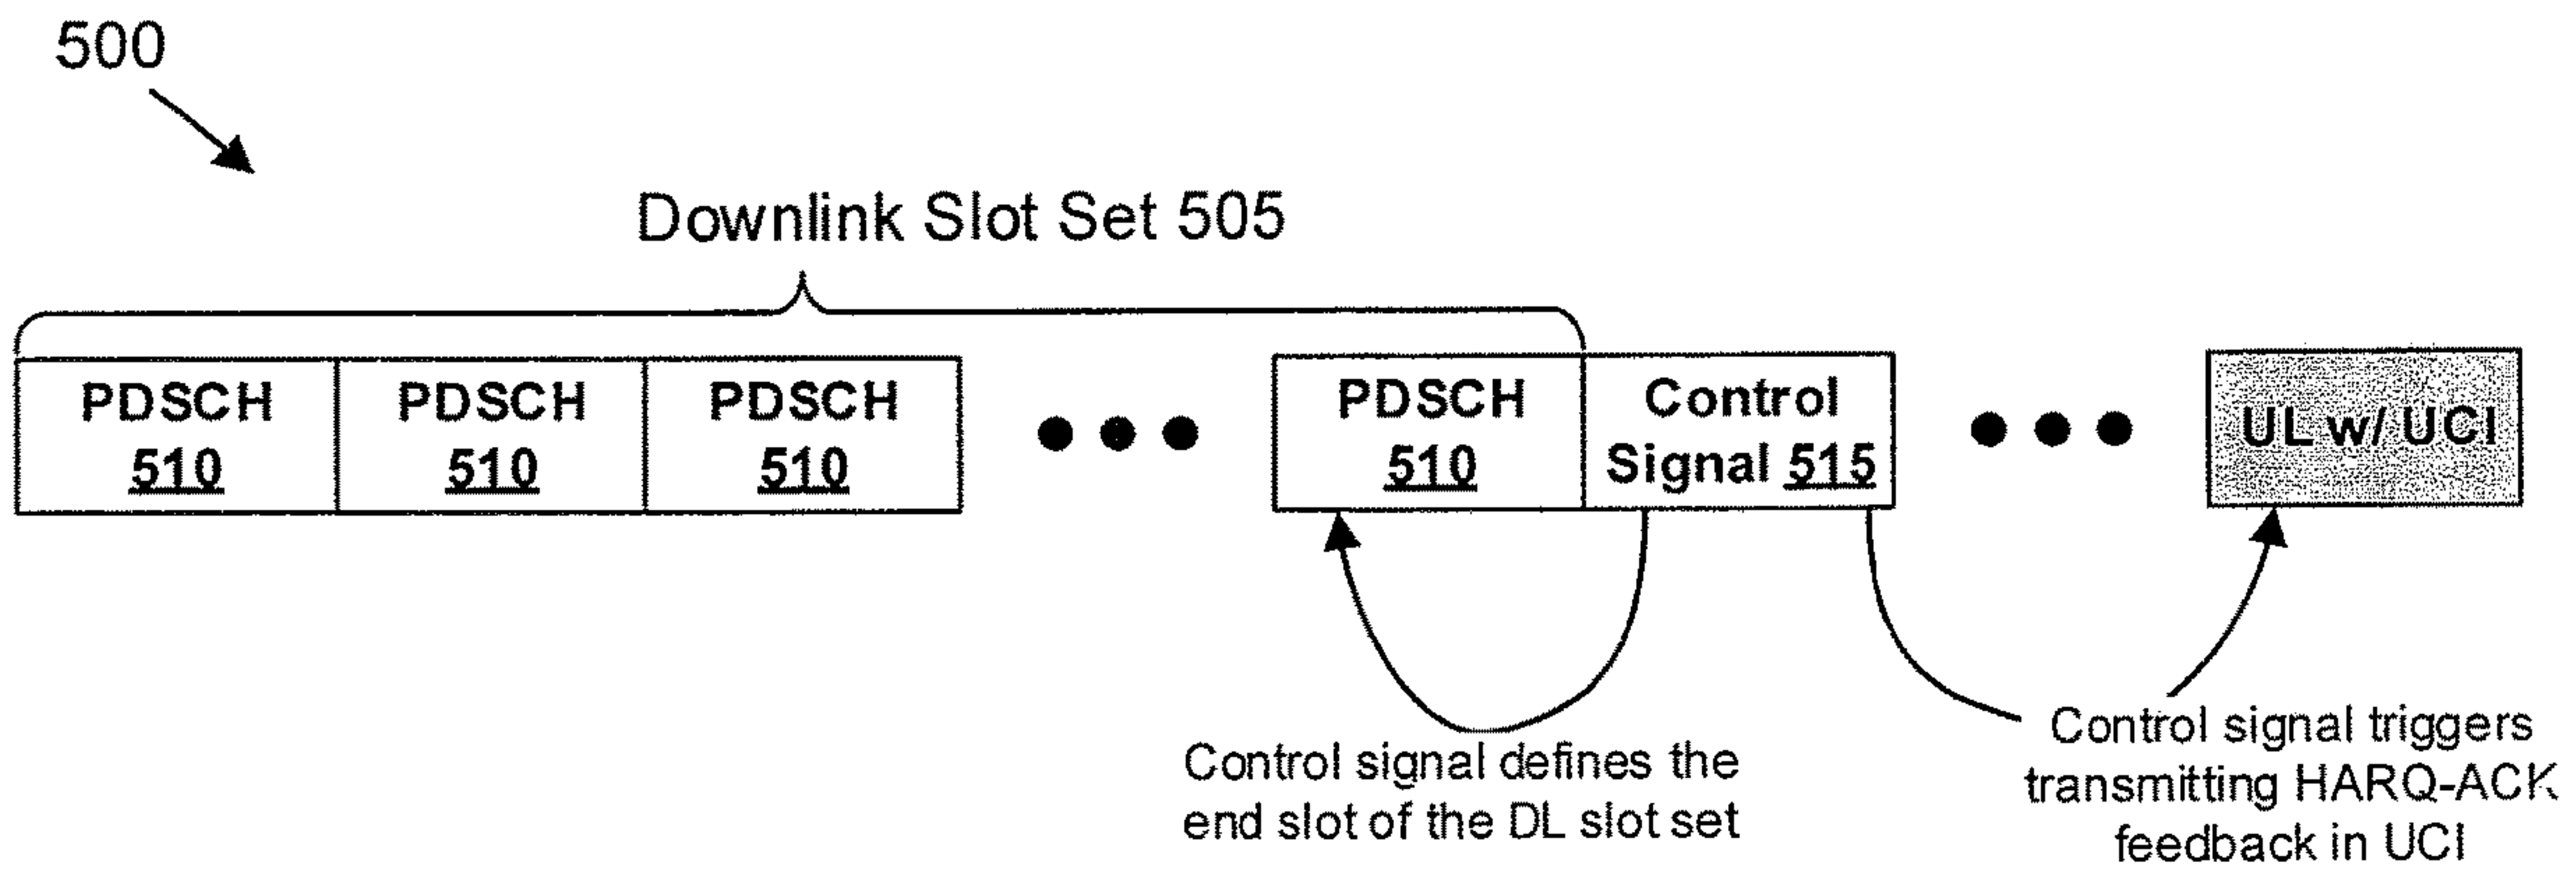 500
Downlink Slot Set 505
PDSCH PDSCH PDSCH PDSCH Control
510 510 510 510 Signal 515
UL w/ UCI
Control signal defines the
end slot of the DL slot set
Control signal triggers
transmitting HARQ-ACK
feedback in UCI